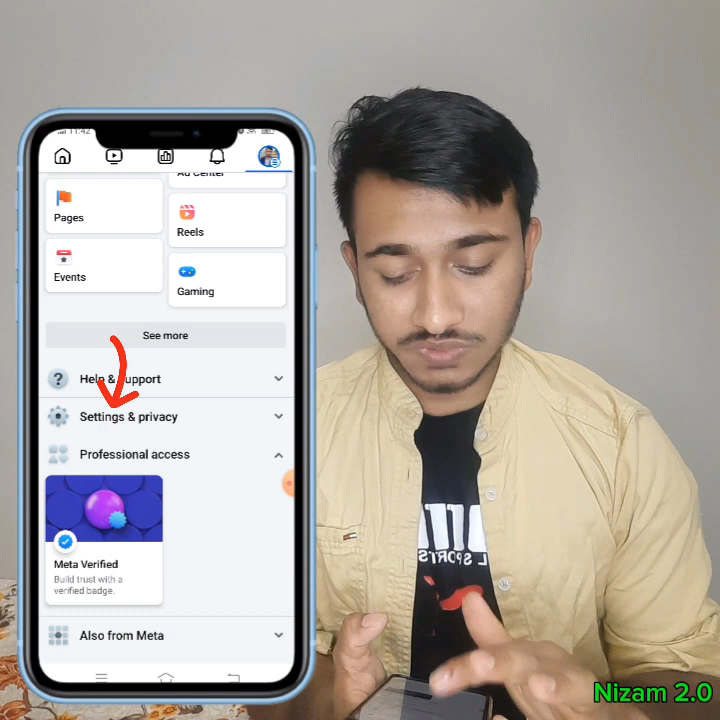 11:42
Ad Center
Pages
Reels
Events
Gaming
See more
Help & Support
Settings & privacy
Professional access
Meta Verified
Build trust with a
verified badge.
Also from Meta
Nizam 2.0